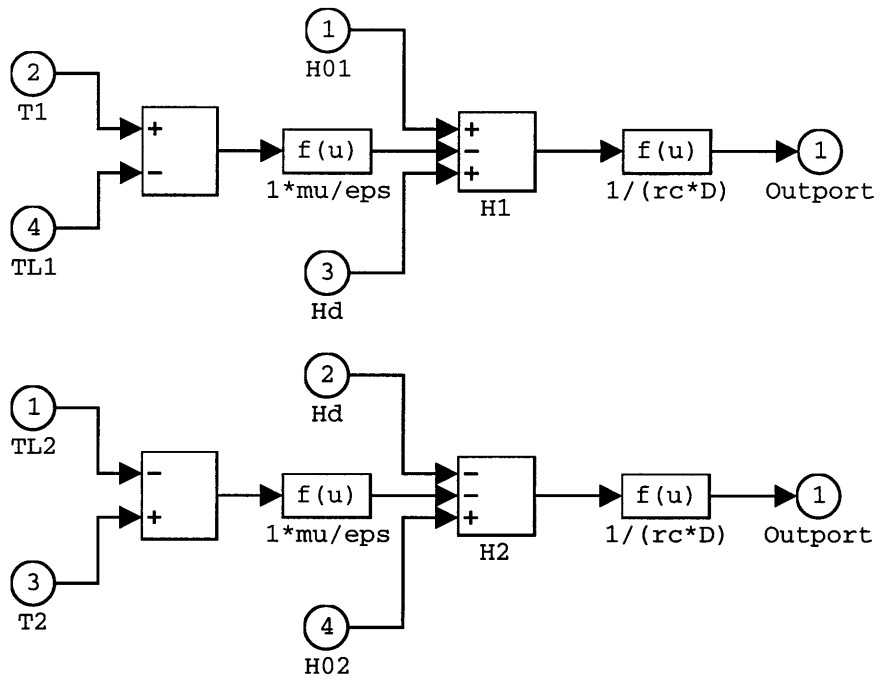 1
H01
2
T1
+
-
f(u)
1*mu/eps
+
-
+
H1
f(u)
1/(rc*D)
1
Outport
4
TL1
3
Hd
2
Hd
1
TL2
-
+
f(u)
1*mu/eps
-
-
+
H2
f(u)
1/(rc*D)
1
Outport
3
T2
4
H02